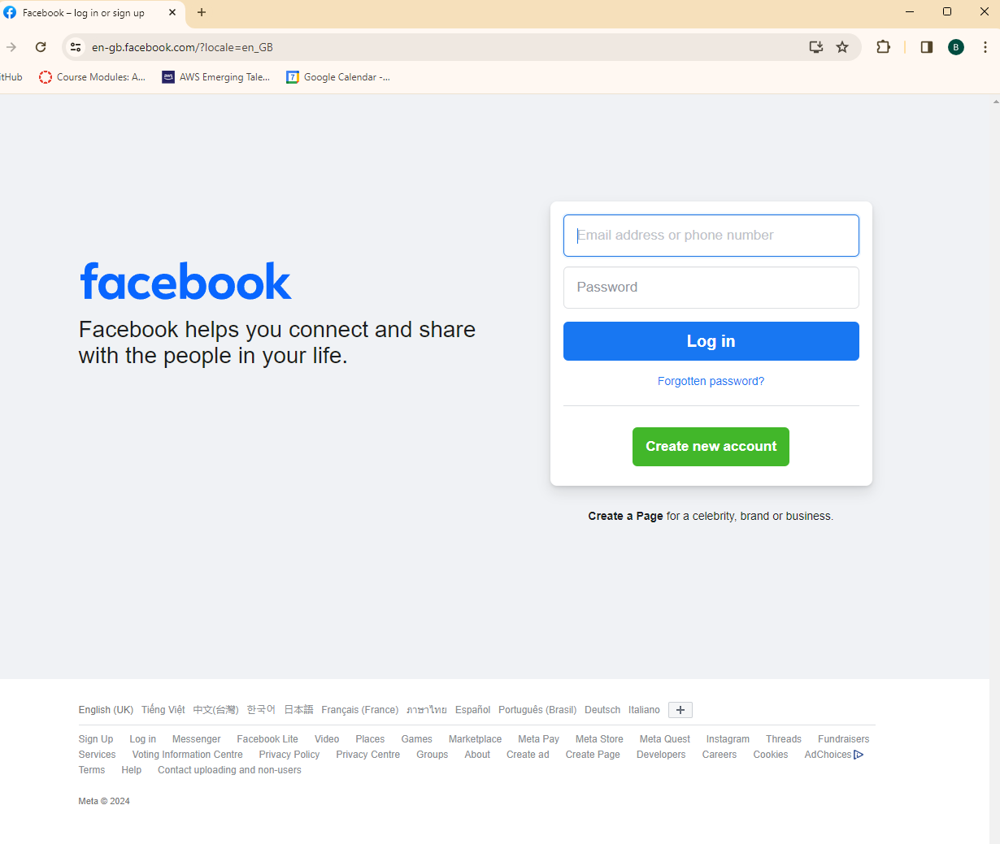 Facebook – log in or sign up
en-gb.facebook.com/?locale=en_GB
B
itHub Course Modules: A... aws AWS Emerging Tale... 7 Google Calendar -...
facebook
Facebook helps you connect and share
with the people in your life.
Email address or phone number
Password
Log in
Forgotten password?
Create new account
Create a Page for a celebrity, brand or business.
English (UK) Tiếng Việt 中文(台灣) 한국어 日本語 Français (France) ภาษาไทย Español Português (Brasil) Deutsch Italiano
Sign Up Log in Messenger Facebook Lite Video Places Games Marketplace Meta Pay Meta Store Meta Quest Instagram Threads Fundraisers
Services Voting Information Centre Privacy Policy Privacy Centre Groups About Create ad Create Page Developers Careers Cookies AdChoices
Terms Help Contact uploading and non-users
Meta © 2024